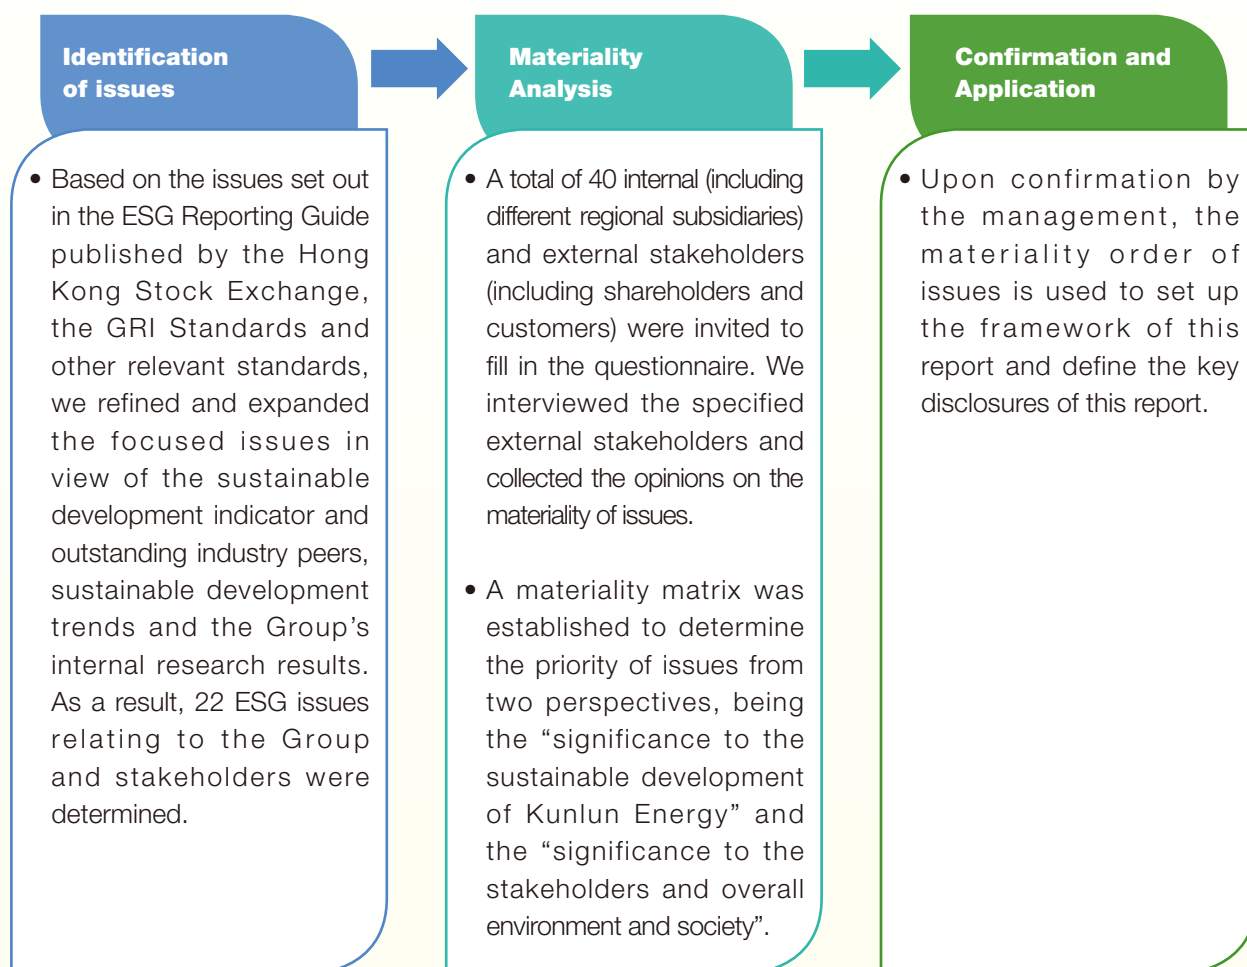 Identification
of issues
• Based on the issues set out
in the ESG Reporting Guide
published by the Hong
Kong Stock Exchange,
the GRI Standards and
other relevant standards,
we refined and expanded
the focused issues in
view of the sustainable
development indicator and
outstanding industry peers,
sustainable development
trends and the Group’s
internal research results.
As a result, 22 ESG issues
relating to the Group
and stakeholders were
determined.
Materiality
Analysis
• A total of 40 internal (including
different regional subsidiaries)
and external stakeholders
(including shareholders and
customers) were invited to
fill in the questionnaire. We
interviewed the specified
external stakeholders and
collected the opinions on the
materiality of issues.
• A materiality matrix was
established to determine
the priority of issues from
two perspectives, being
the “significance to the
sustainable development
of Kunlun Energy” and
the “significance to the
stakeholders and overall
environment and society”.
Confirmation and
Application
• Upon confirmation by
the management, the
materiality order of
issues is used to set up
the framework of this
report and define the key
disclosures of this report.